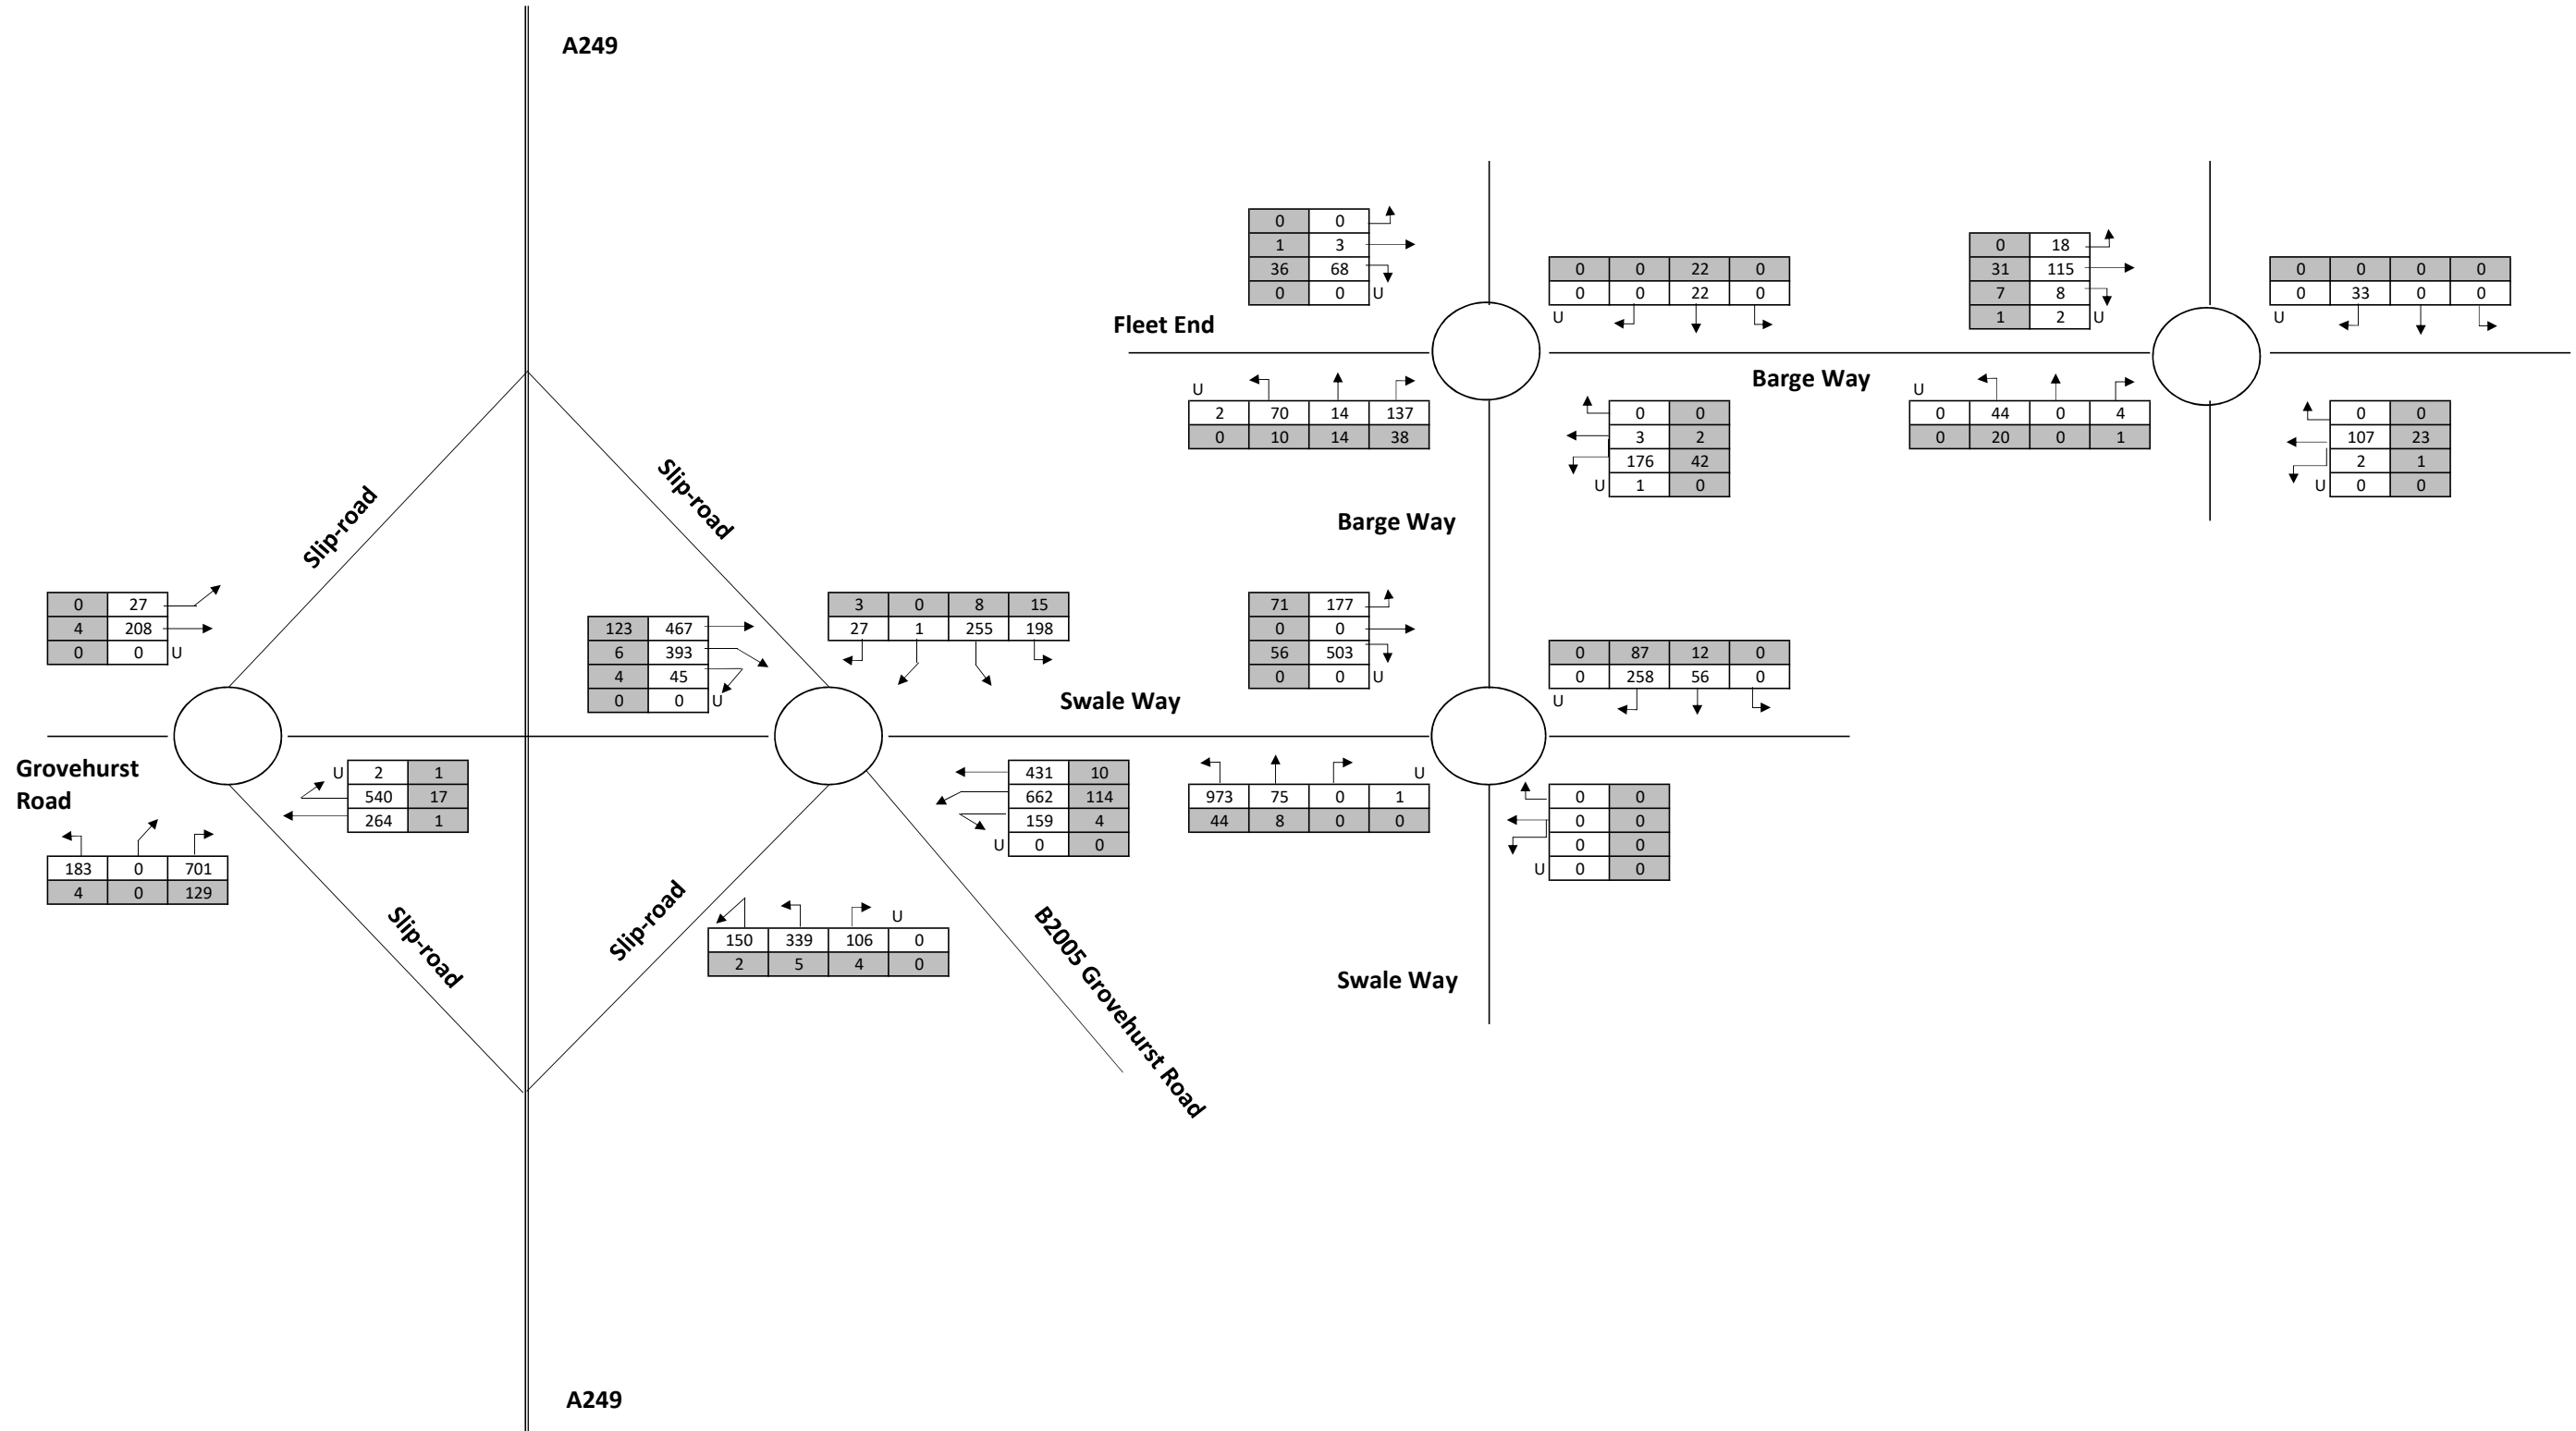 A249
0 0
1 3
36 68
0 0 U
0 0 22 0
0 0 22 0
U
0 18
31 115
7 8
1 2 U
0 0 0 0
0 33 0 0
U
Fleet End
Barge Way
U
2 70 14 137
0 10 14 38
0 0
3 2
176 42
U 1 0
U
0 44 0 4
0 20 0 1
0 0
107 23
2 1
U 0 0
Slip-road
Slip-road
Barge Way
0 27
4 208
0 0 U
123 467
6 393
4 45
0 0 U
3 0 8 15
27 1 255 198
71 177
0 0
56 503
0 0 U
0 87 12 0
0 258 56 0
U
Swale Way
Grovehurst
Road
U 2 1
540 17
264 1
183 0 701
4 0 129
431 10
662 114
159 4
U 0 0
U
973 75 0 1
44 8 0 0
0 0
0 0
0 0
U 0 0
Slip-road
Slip-road
U
150 339 106 0
2 5 4 0
B2005 Grovehurst Road
Swale Way
A249